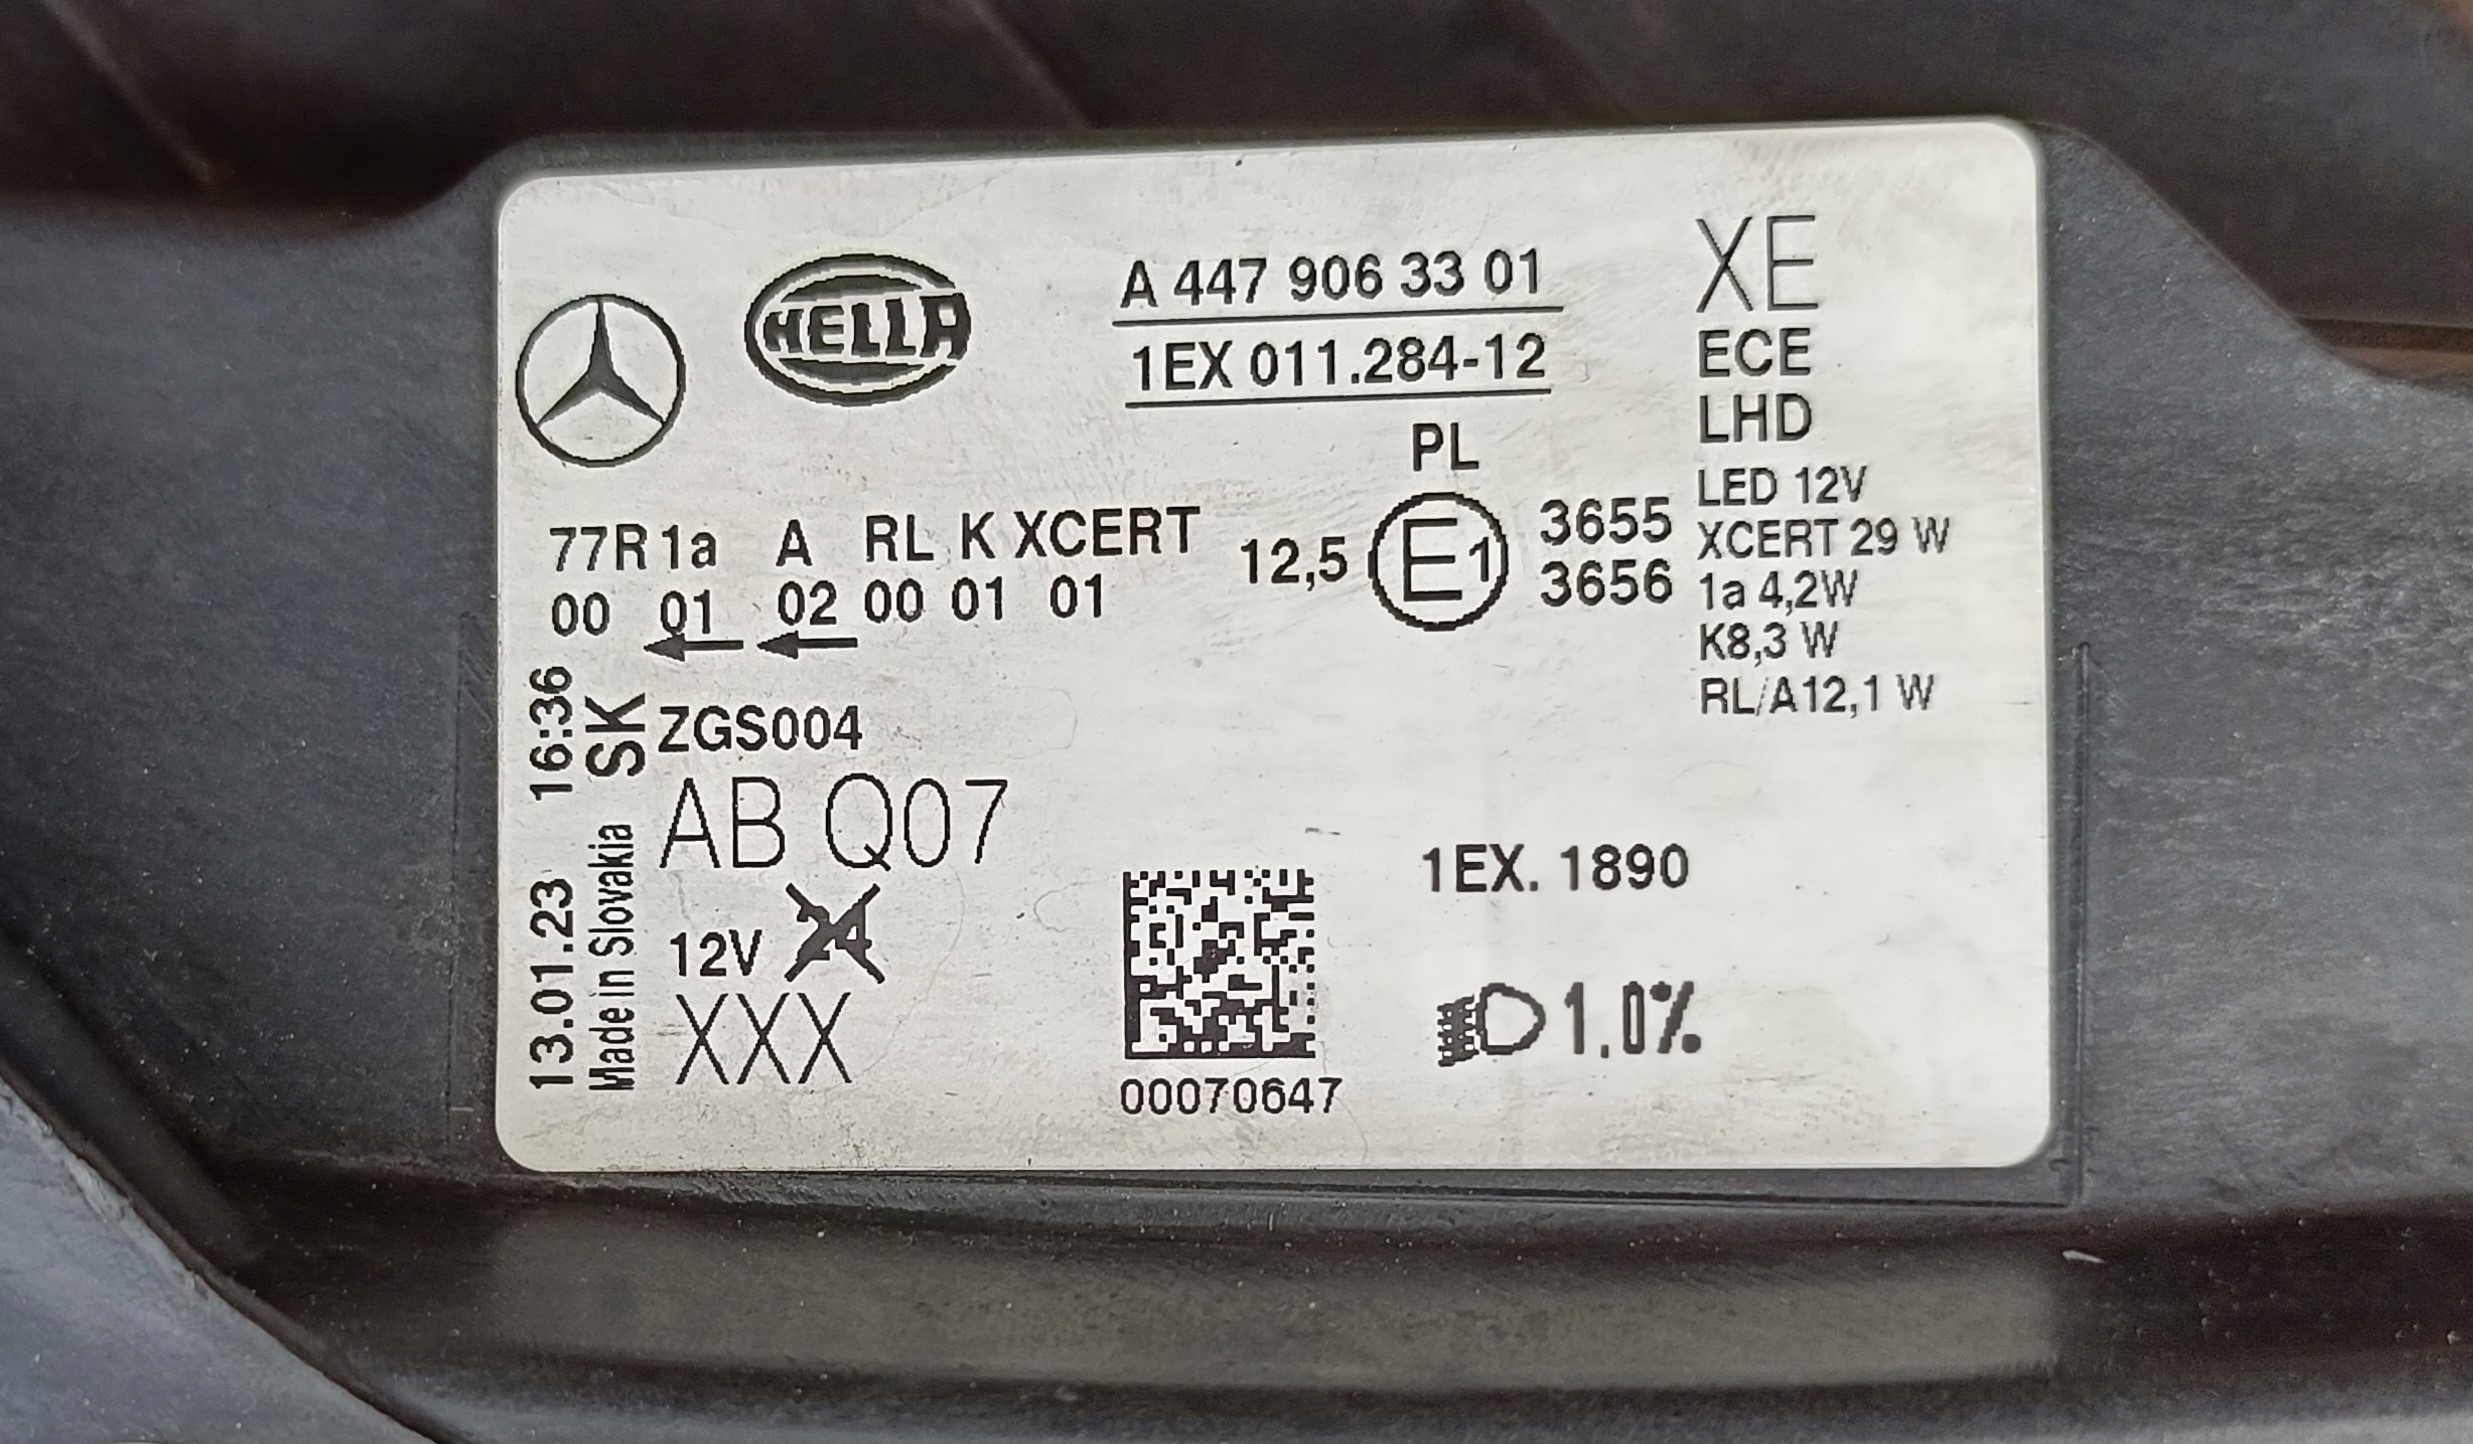 HELLA
A 447 906 33 01
1EX 011.284-12
XE
ECE
LHD
PL
LED 12V
XCERT 29 W
1a 4,2W
K8,3 W
RL/A12,1 W
77R 1a A RL K XCERT
00 01 02 00 01 01
12,5 E1 3655
3656
13.01.23 16:36
Made in Slovakia SK
ZGS004
AB Q07
12V 24
XXX
00070647
1EX. 1890
1.0%